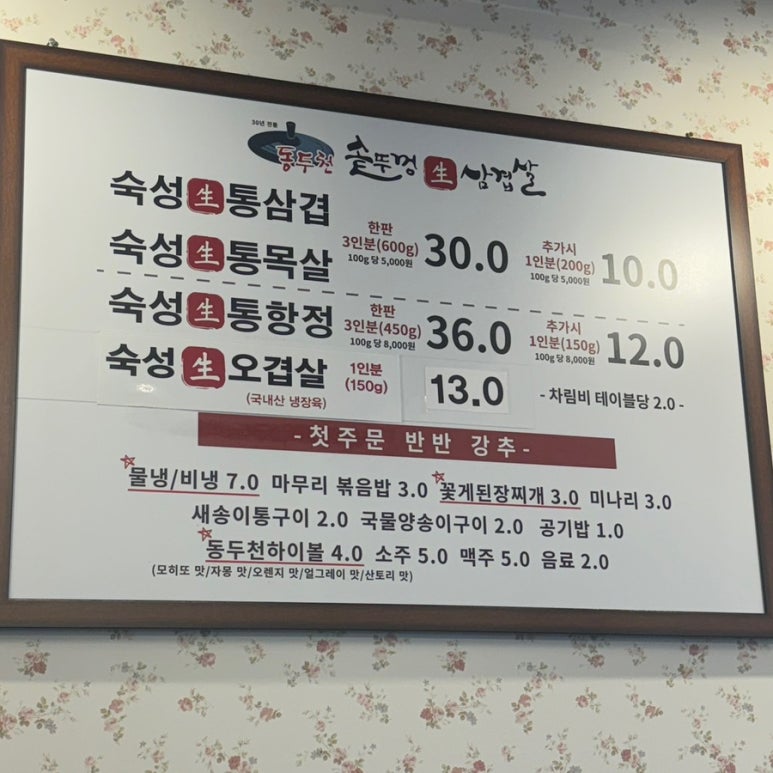 30년 전통
동두천 솥뚜껑 生 삼겹살
숙성 生 통삼겹
숙성 生 통목살
한판
3인분(600g)
100g 당 5,000원
30.0
추가시
1인분(200g)
100g 당 5,000원
10.0
숙성 生 통항정
한판
3인분(450g)
100g 당 8,000원
36.0
추가시
1인분(150g)
100g 당 8,000원
12.0
숙성 生 오겹살
(국내산 냉장육)
1인분
(150g)
13.0
- 차림비 테이블당 2.0 -
- 첫주문 반반 강추 -
물냉/비냉 7.0 마무리 볶음밥 3.0 꽃게된장찌개 3.0 미나리 3.0
새송이통구이 2.0 국물양송이구이 2.0 공기밥 1.0
동두천하이볼 4.0 소주 5.0 맥주 5.0 음료 2.0
(모히또 맛/자몽 맛/오렌지 맛/얼그레이 맛/산토리 맛)